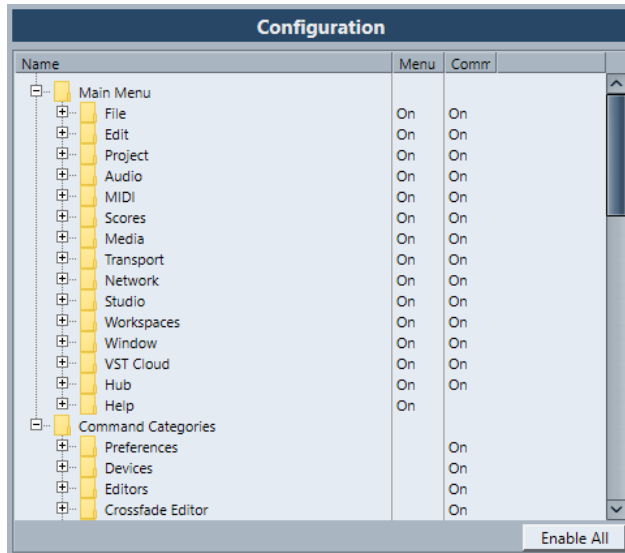 Configuration
Name Menu Comm
Main Menu
File On On
Edit On On
Project On On
Audio On On
MIDI On On
Scores On On
Media On On
Transport On On
Network On On
Studio On On
Workspaces On On
Window On On
VST Cloud On On
Hub On On
Help On
Command Categories
Preferences On
Devices On
Editors On
Crossfade Editor On
Enable All